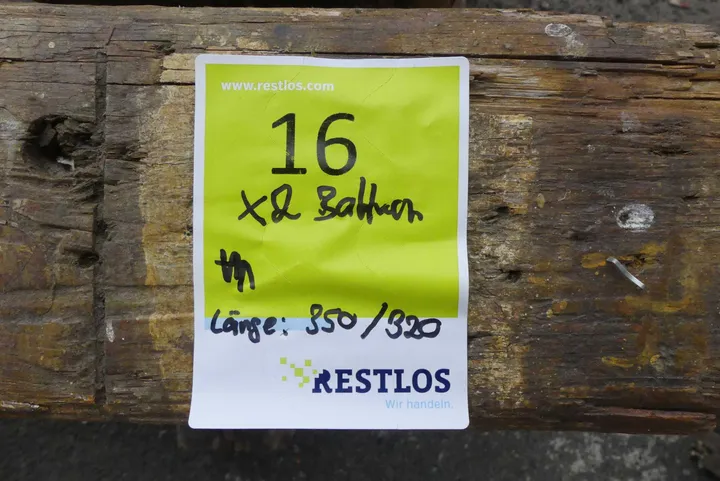 www.restlos.com
16
x2 Balken
Länge: 350/320
RESTLOS
Wir handeln.